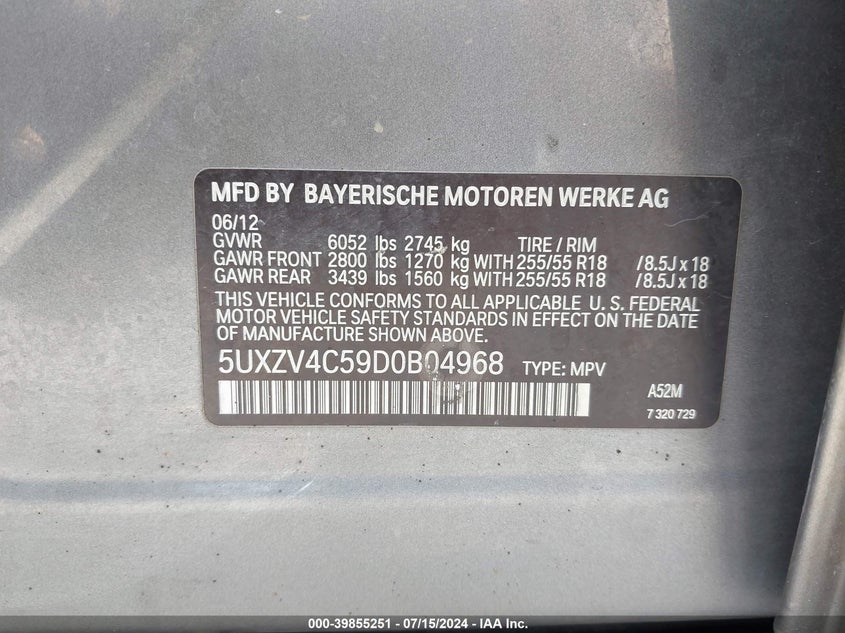 MFD BY BAYERISCHE MOTOREN WERKE AG
06/12
GVWR 6052 lbs 2745 kg TIRE / RIM
GAWR FRONT 2800 lbs 1270 kg WITH 255/55 R18 /8.5J x 18
GAWR REAR 3439 lbs 1560 kg WITH 255/55 R18 /8.5J x 18
THIS VEHICLE CONFORMS TO ALL APPLICABLE U. S. FEDERAL
MOTOR VEHICLE SAFETY STANDARDS IN EFFECT ON THE DATE
OF MANUFACTURE SHOWN ABOVE.
5UXZV4C59D0B04968 TYPE: MPV
A52M
7 320 729
000-39855251 - 07/15/2024 - IAA Inc.